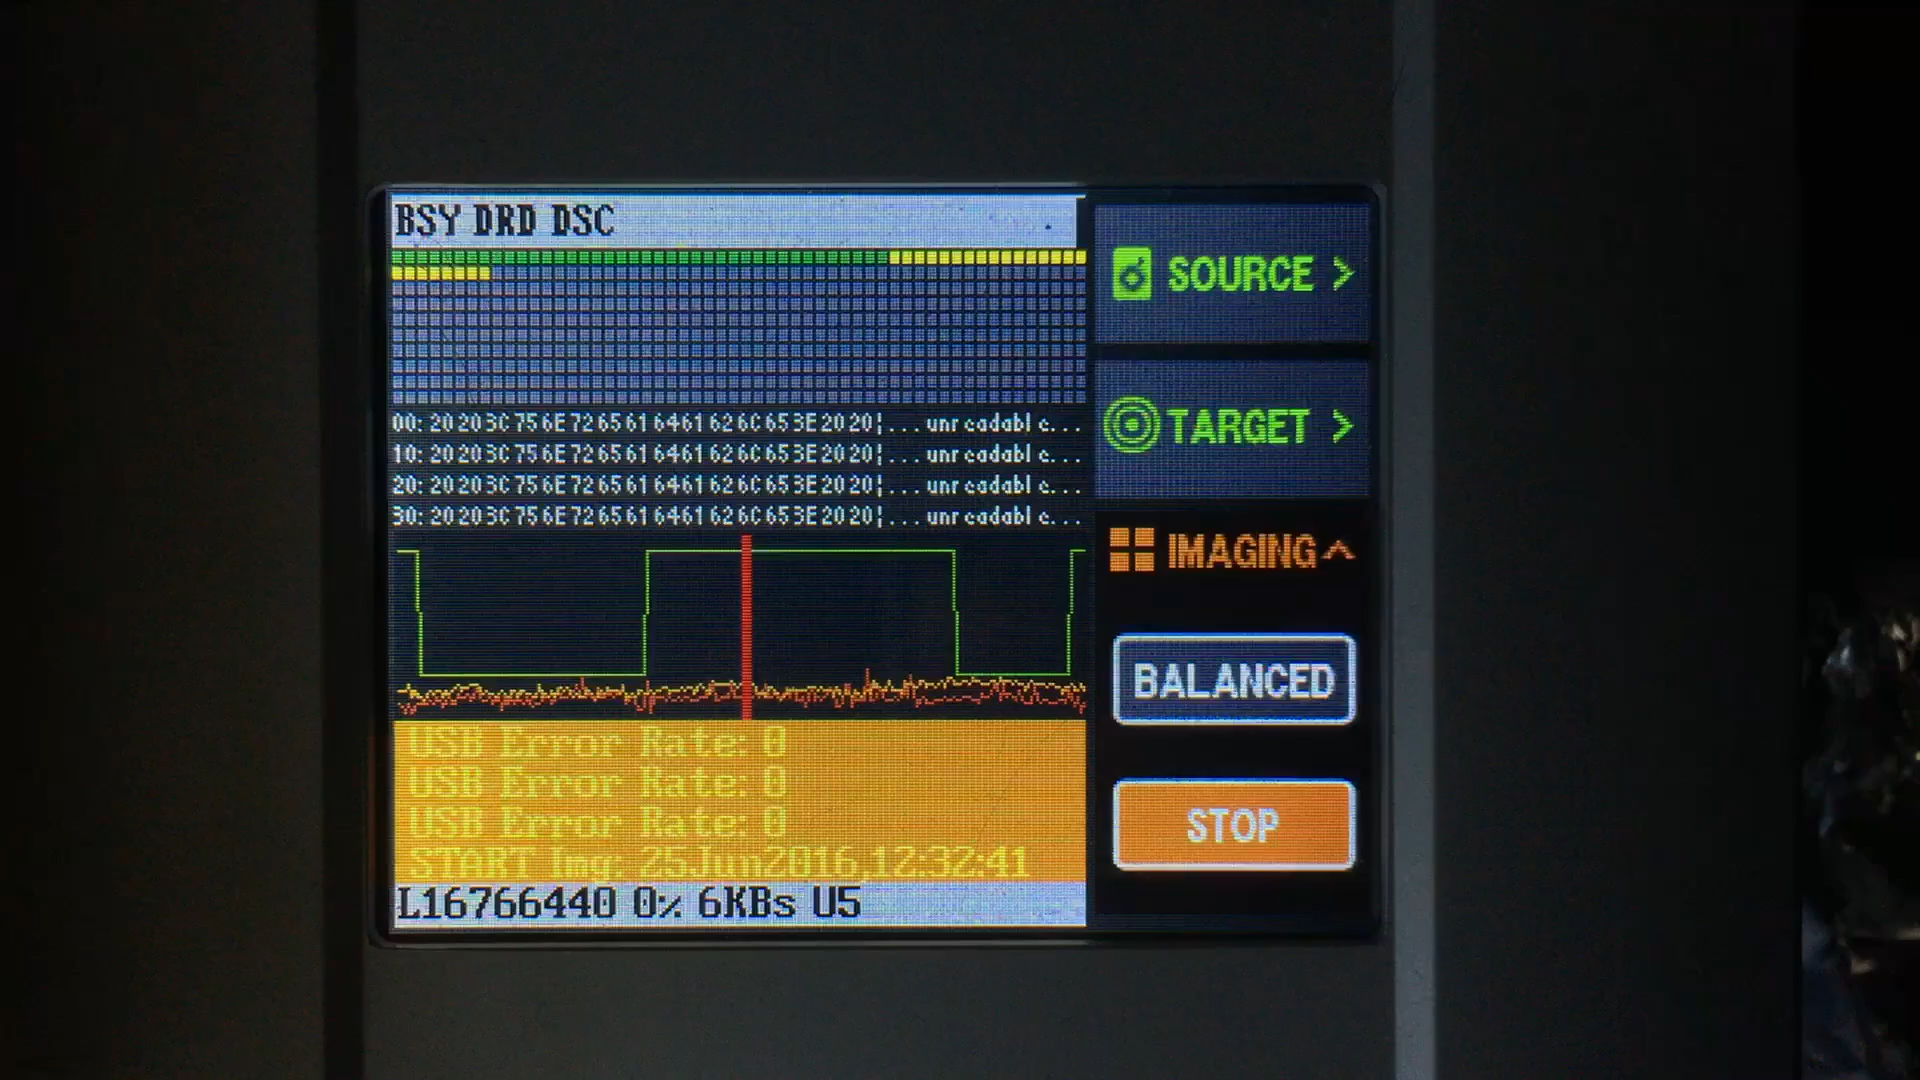 BSY DRD DSC
SOURCE >
00: 20 20 3C 75 6E 72 65 61 64 61 62 6C 65 3E 20 20¦...unreadable...
10: 20 20 3C 75 6E 72 65 61 64 61 62 6C 65 3E 20 20¦...unreadable...
20: 20 20 3C 75 6E 72 65 61 64 61 62 6C 65 3E 20 20¦...unreadable...
30: 20 20 3C 75 6E 72 65 61 64 61 62 6C 65 3E 20 20¦...unreadable...
TARGET >
IMAGING
BALANCED
USB Error Rate: 0
USB Error Rate: 0
USB Error Rate: 0
START Img: 25Jun2016,12:32:41
STOP
L16766440 0% 6KBs U5